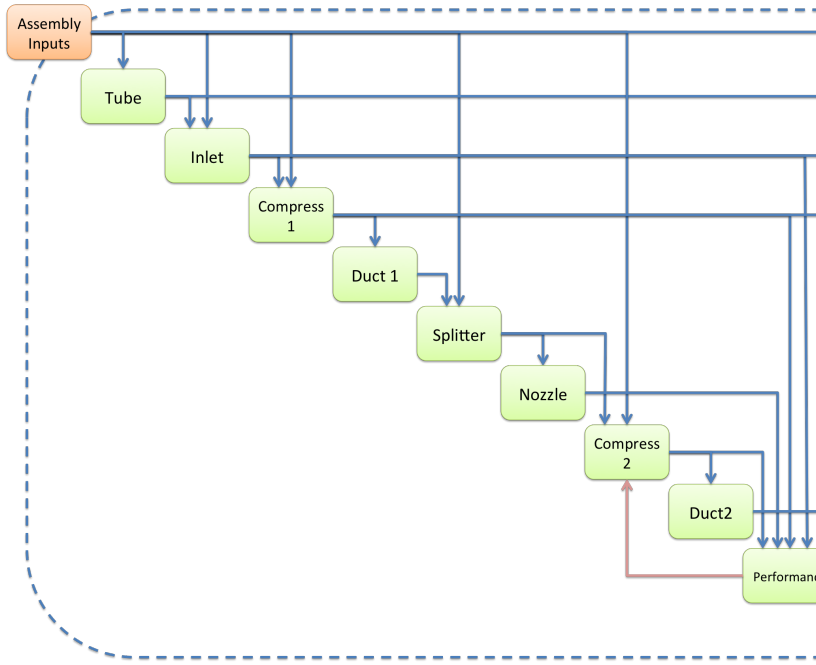 Assembly
Inputs
Tube
Inlet
Compress
1
Duct 1
Splitter
Nozzle
Compress
2
Duct2